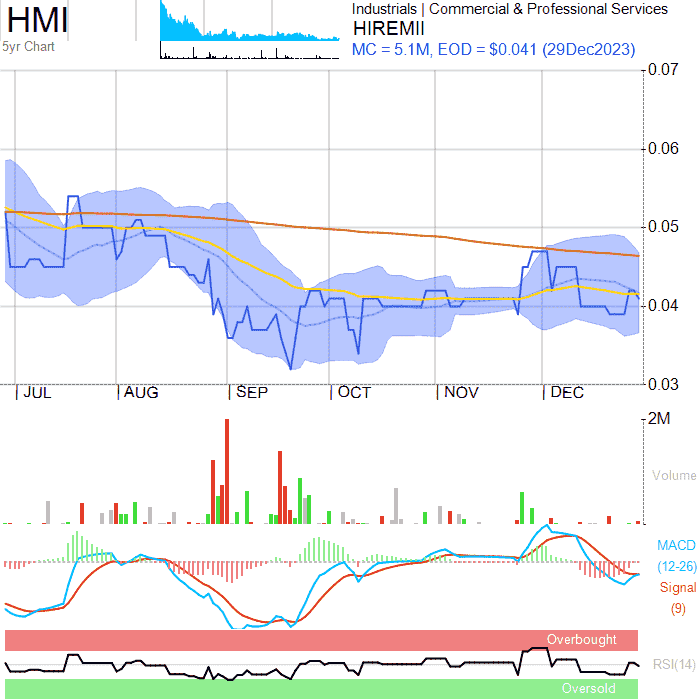 HMI
5yr Chart
Industrials | Commercial & Professional Services
HIREMII
MC = 5.1M, EOD = $0.041 (29Dec2023)
0.07
0.06
0.05
0.04
0.03
JUL AUG SEP OCT NOV DEC
2M
Volume
MACD
(12-26)
Signal
(9)
Overbought
RSI(14)
Oversold